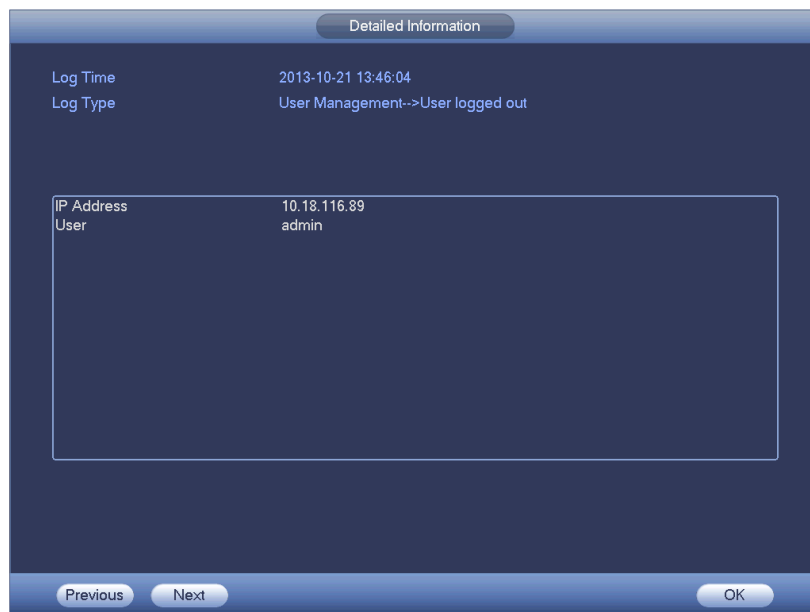 Detailed Information
Log Time 2013-10-21 13:46:04
Log Type User Management-->User logged out
IP Address 10.18.116.89
User admin
Previous Next OK